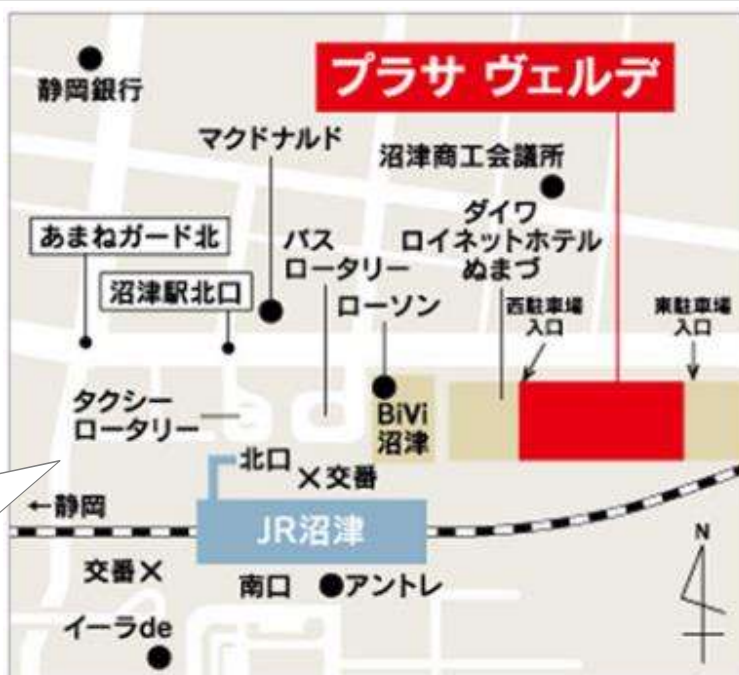 静岡銀行
プラサ ヴェルデ
マクドナルド
沼津商工会議所
あまねガード北
バス
ロータリー
ダイワ
ロイネットホテル
ぬまづ
沼津駅北口
ローソン
西駐車場
入口
東駐車場
入口
タクシー
ロータリー
BiVi
沼津
北口
×交番
←静岡
JR沼津
N
交番×
南口
アントレ
イーラde